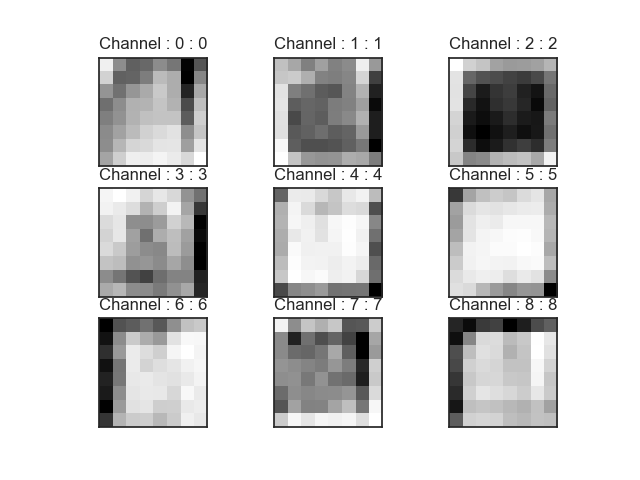 Channel : 0 : 0
Channel : 1 : 1
Channel : 2 : 2
Channel : 3 : 3
Channel : 4 : 4
Channel : 5 : 5
Channel : 6 : 6
Channel : 7 : 7
Channel : 8 : 8